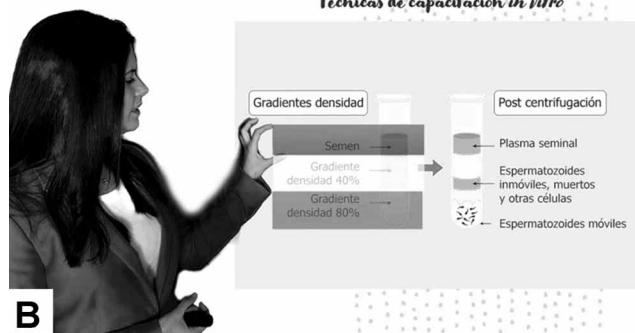 Técnicas de capacitación in vitro
Gradientes densidad
Post centrifugación
Semen
Gradiente
densidad 40%
Gradiente
densidad 80%
Plasma seminal
Espermatozoides
inmóviles, muertos
y otras células
Espermatozoides móviles
B